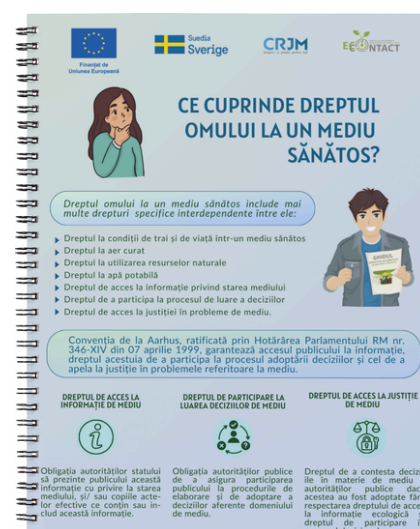 Finanțat de
Uniunea Europeană
Suedia
Sverige
CRJM
EC NTACT
CE CUPRINDE DREPTUL
OMULUI LA UN MEDIU
SĂNĂTOS?
Dreptul omului la un mediu sănătos include mai
multe drepturi specifice interdependente între ele:
Dreptul la condiții de trai și de viață într-un mediu sănătos
Dreptul la aer curat
Dreptul la utilizarea resurselor naturale
Dreptul la apă potabilă
Dreptul de acces la informație privind starea mediului
Dreptul de a participa la procesul de luare a deciziilor
Dreptul de acces la justiției în probleme de mediu.
GHIDUL
Convenția de la Aarhus, ratificată prin Hotărârea Parlamentului RM nr.
346-XIV din 07 aprilie 1999, garantează accesul publicului la informație,
dreptul acestuia de a participa la procesul adoptării deciziilor și cel de a
apela la justiție în problemele referitoare la mediu.
DREPTUL DE ACCES LA
INFORMAȚIE DE MEDIU
Obligația autorităților statului
să prezinte publicului această
informație cu privire la starea
mediului, și/ sau copiile acte-
lor efective ce conțin sau in-
clud această informație.
DREPTUL DE PARTICIPARE LA
LUAREA DECIZIILOR DE MEDIU
Obligația autorităților publice
de a asigura participarea
publicului la procedurile de
elaborare și de adoptare a
deciziilor aferente domeniului
de mediu.
DREPTUL DE ACCES LA JUSTIȚIE
DE MEDIU
Dreptul de a contesta decizi-
ile în materie de mediu a
autorităților publice dacă
acestea au fost adoptate făr
respectarea dreptului de acces
la informație ecologică și
dreptul de participare